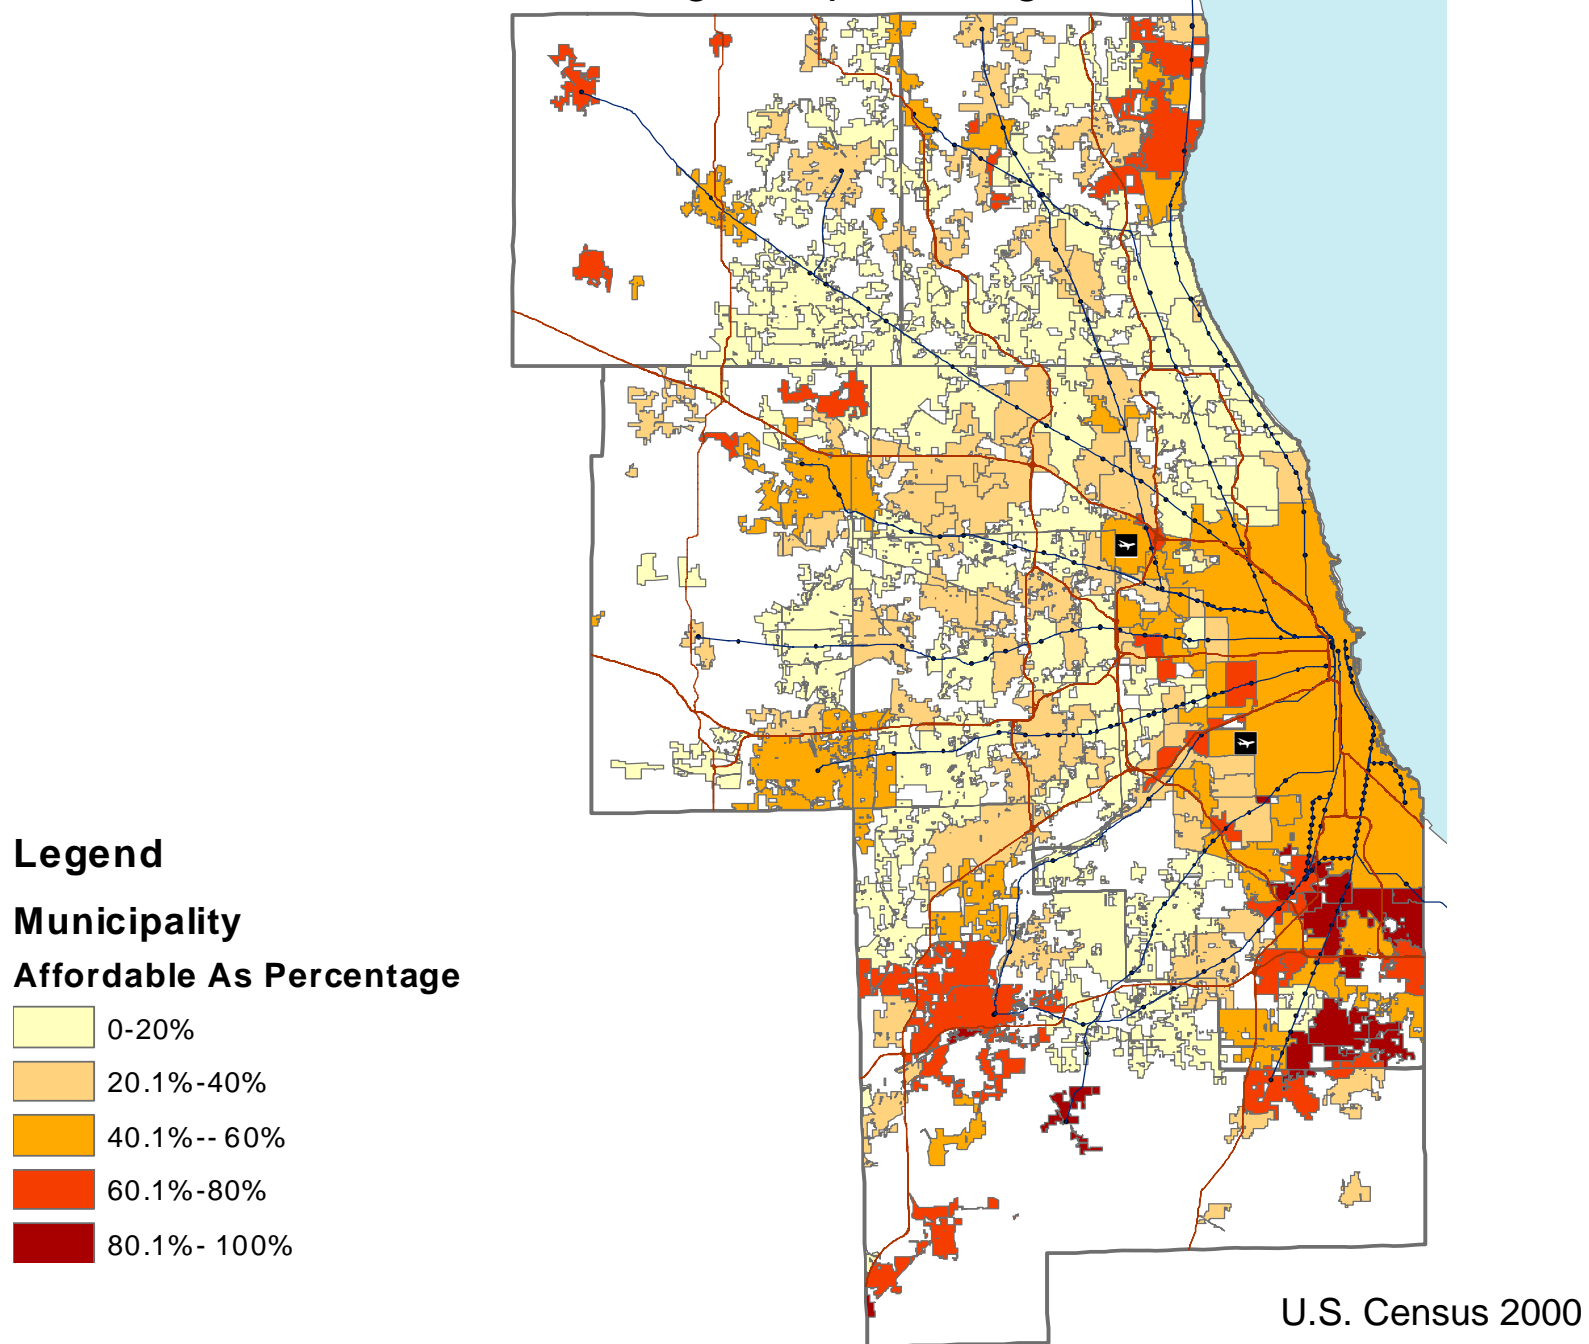 Legend
Municipality
Affordable As Percentage
0-20%
20.1%-40%
40.1%--60%
60.1%-80%
80.1%-100%
U.S. Census 2000